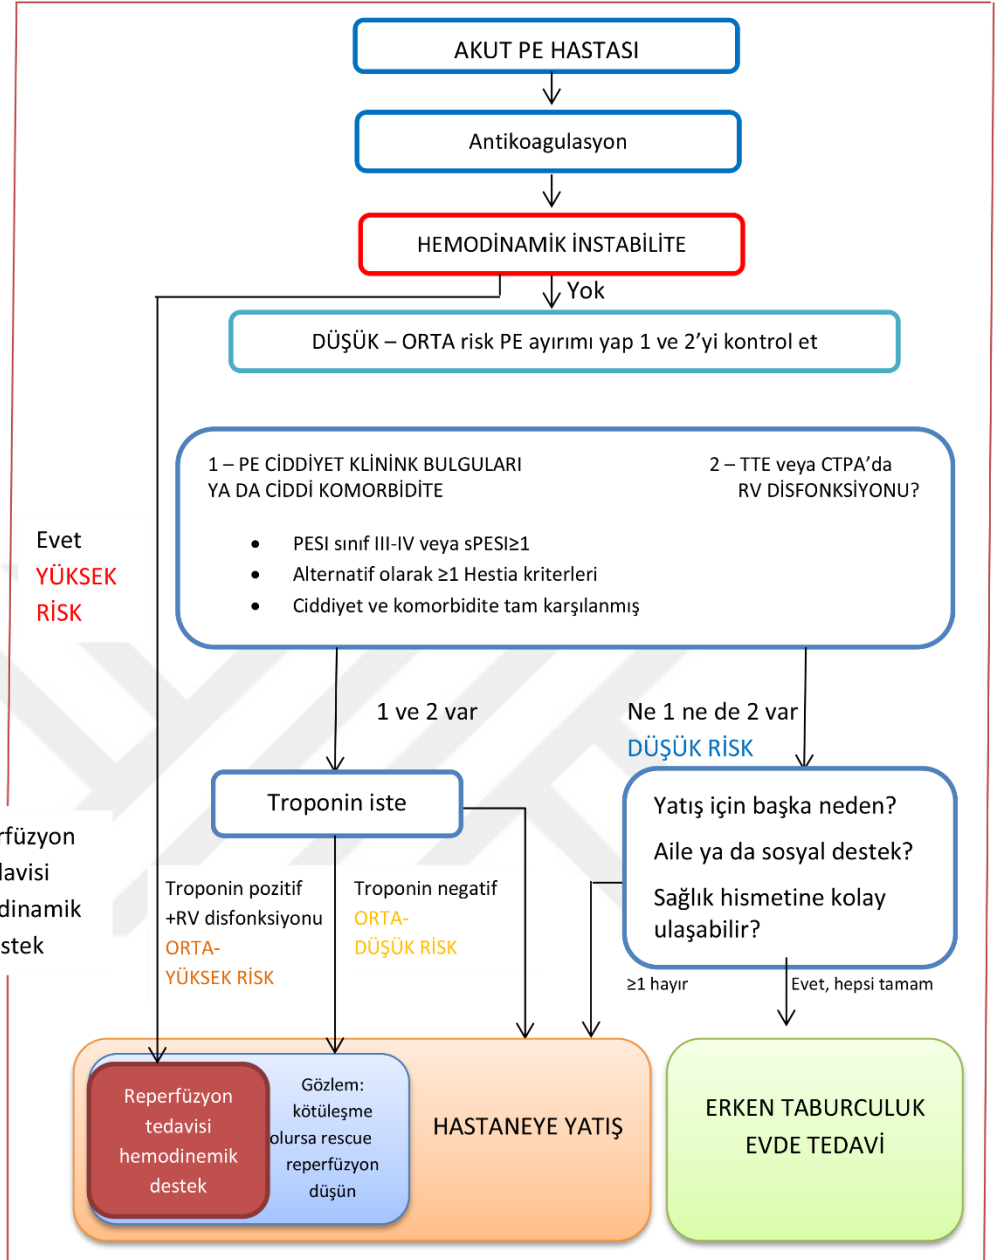 AKUT PE HASTASI
Antikoagulasyon
HEMODİNAMİK İNSTABİLİTE
Yok
DÜŞÜK – ORTA risk PE ayırımı yap 1 ve 2’yi kontrol et
1 – PE CİDDİYET KLİNİNK BULGULARI
YA DA CİDDİ KOMORBİDİTE
2 – TTE veya CTPA’da
RV DİSFONKSİYONU?
• PESI sınıf III-IV veya sPESI≥1
• Alternatif olarak ≥1 Hestia kriterleri
• Ciddiyet ve komorbidite tam karşılanmış
Evet
YÜKSEK
RİSK
1 ve 2 var
Ne 1 ne de 2 var
DÜŞÜK RİSK
Troponin iste
Yatış için başka neden?
Aile ya da sosyal destek?
Sağlık hismetine kolay
ulaşabilir?
rfüzyon
davisi
dinamik
stek
Troponin pozitif
+RV disfonksiyonu
ORTA-
YÜKSEK RİSK
Troponin negatif
ORTA-
DÜŞÜK RİSK
≥1 hayır
Evet, hepsi tamam
Reperfüzyon
tedavisi
hemodinemik
destek
Gözlem:
kötüleşme
olursa rescue
reperfüzyon
düşün
HASTANEYE YATIŞ
ERKEN TABURCULUK
EVDE TEDAVİ